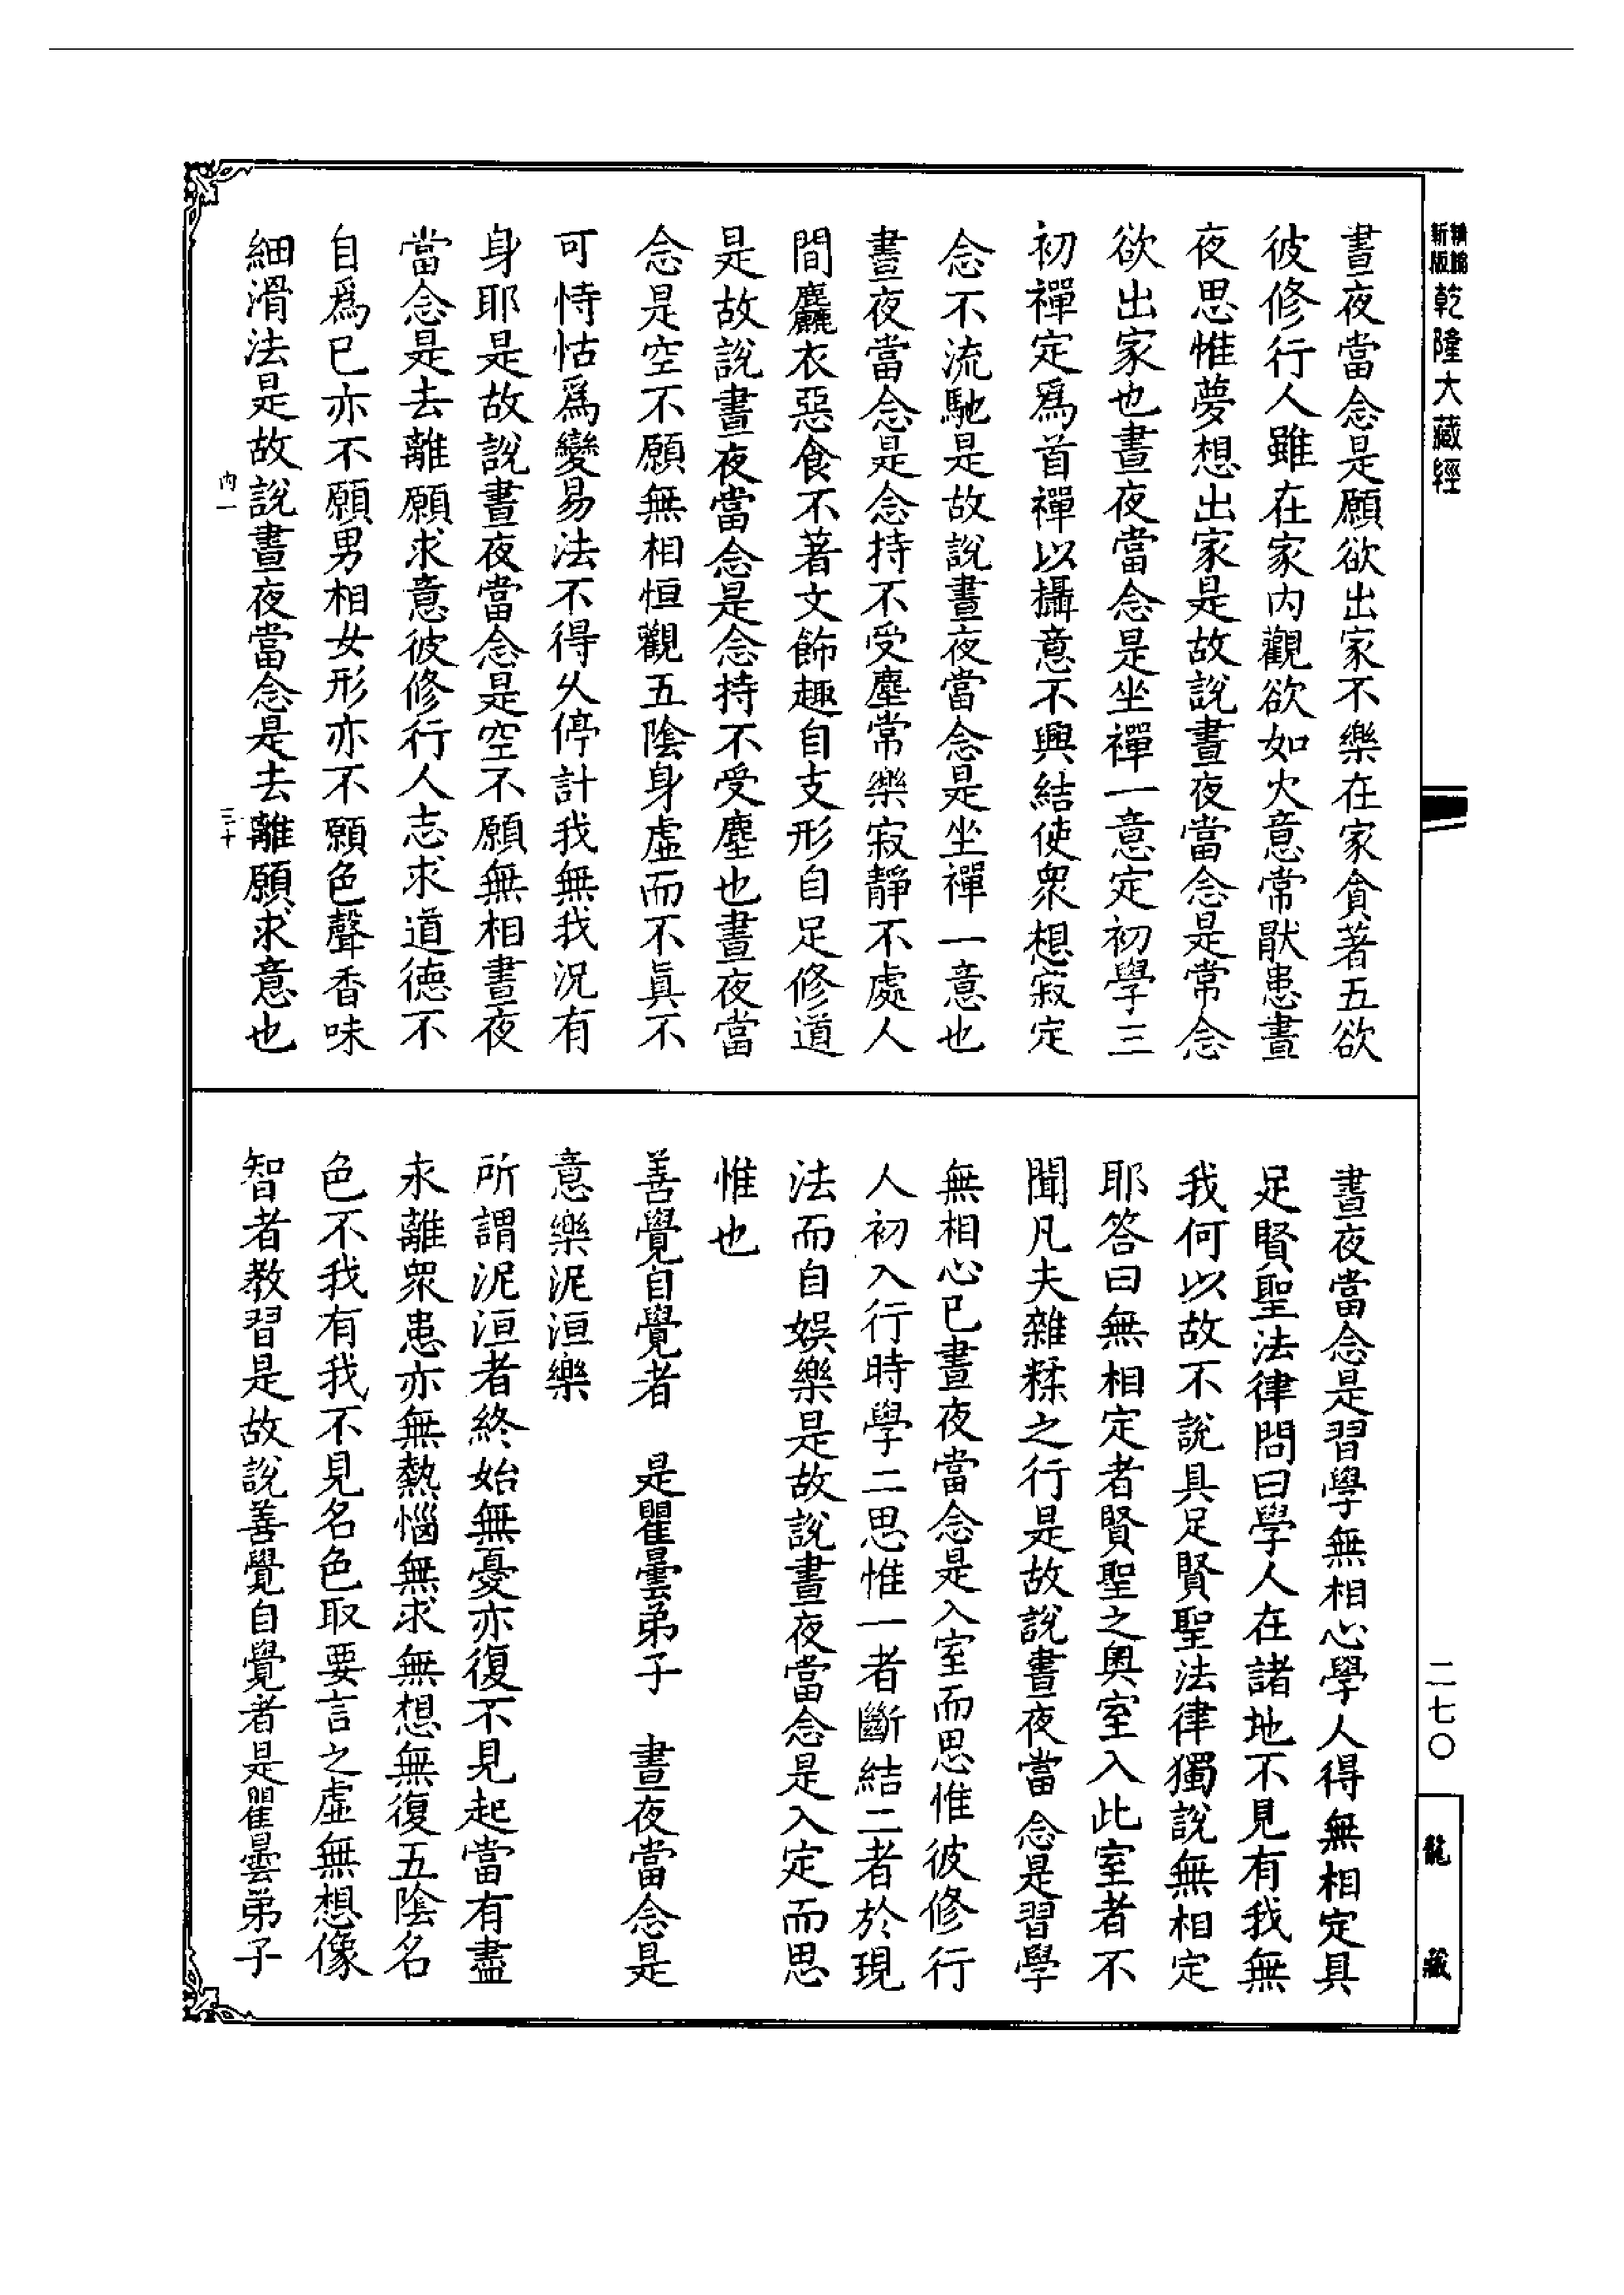 新版
精編
乾隆大藏經
晝夜當念是願欲出家不樂在家貪著五欲
彼修行人雖在家內觀欲如火意常猒患晝
夜思惟夢想出家是故說晝夜當念是常念
欲出家也晝夜當念是坐禪一意定初學三
初禪定爲首禪以攝意不興結使衆想寂定
念不流馳是故說晝夜當念是坐禪一意也
晝夜當念是念持不受塵常樂寂靜不處人
間麤衣惡食不著文飾趣自支形自足修道
是故說晝夜當念是念持不受塵也晝夜當
念是空不願無相恒觀五陰身虛而不眞不
可恃怙爲變易法不得久停計我無我況有
身耶是故說晝夜當念是空不願無相晝夜
當念是去離願求意彼修行人志求道德不
自爲已亦不願男相女形亦不願色聲香味
細滑法是故說晝夜當念是去離願求意也
內一
三十
晝夜當念是習學無相心學人得無相定具
足賢聖法律問曰學人在諸地不見有我無
我何以故不說具足賢聖法律獨說無相定
耶答曰無相定者賢聖之奧室入此室者不
聞凡夫雜糅之行是故說晝夜當念是習學
無相心已晝夜當念是入室而思惟彼修行
人初入行時學二思惟一者斷結二者於現
法而自娛樂是故說晝夜當念是入定而思
惟也
善覺自覺者　是瞿曇弟子　晝夜當念是
意樂泥洹樂
所謂泥洹者終始無憂亦復不見起當有盡
永離衆患亦無熱惱無求無想無復五陰名
色不我有我不見名色取要言之虛無想像
智者教習是故說善覺自覺者是瞿曇弟子
二七〇
龍藏